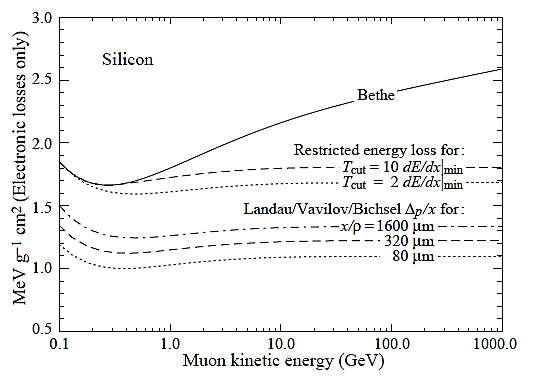 3.0
Silicon
2.5
Bethe
MeV g–1 cm2 (Electronic losses only)
Restricted energy loss for:
2.0
Tcut = 10 dE/dx|min
Tcut = 2 dE/dx|min
Landau/Vavilov/Bichsel Δp/x for:
1.5
x/ρ = 1600 μm
320 μm
1.0
80 μm
0.5
0.1 1.0 10.0 100.0 1000.0
Muon kinetic energy (GeV)